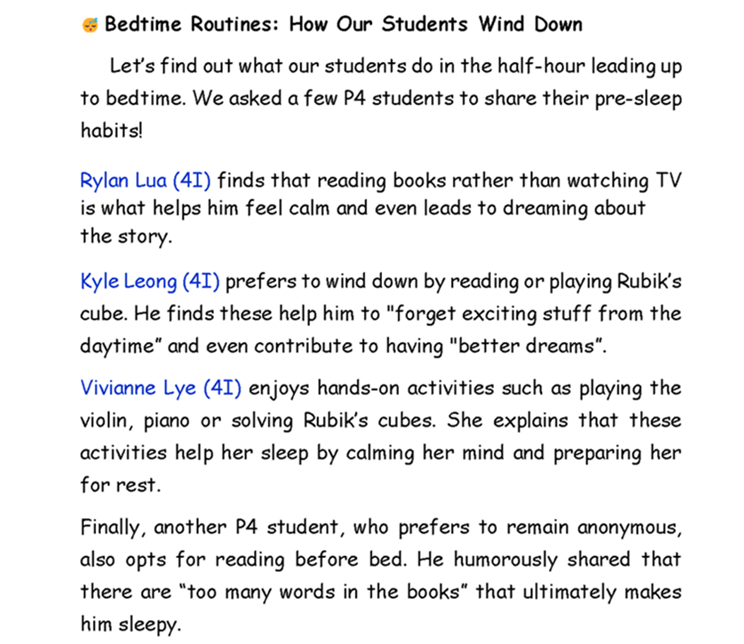 😴 Bedtime Routines: How Our Students Wind Down
Let's find out what our students do in the half-hour leading up
to bedtime. We asked a few P4 students to share their pre-sleep
habits!
Rylan Lua (4I) finds that reading books rather than watching TV
is what helps him feel calm and even leads to dreaming about
the story.
Kyle Leong (4I) prefers to wind down by reading or playing Rubik's
cube. He finds these help him to "forget exciting stuff from the
daytime” and even contribute to having "better dreams”.
Vivianne Lye (4I) enjoys hands-on activities such as playing the
violin, piano or solving Rubik's cubes. She explains that these
activities help her sleep by calming her mind and preparing her
for rest.
Finally, another P4 student, who prefers to remain anonymous,
also opts for reading before bed. He humorously shared that
there are “too many words in the books” that ultimately makes
him sleepy.